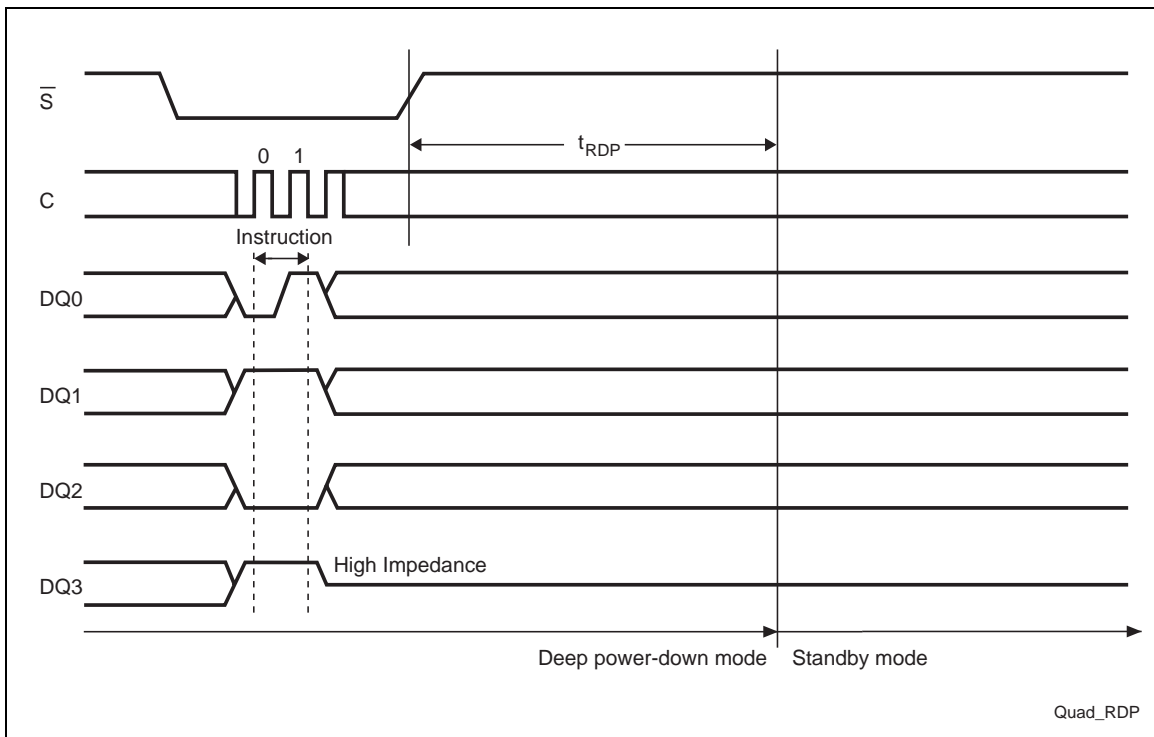 S̅
t_RDP
0 1
C
Instruction
DQ0
DQ1
DQ2
High Impedance
DQ3
Deep power-down mode Standby mode
Quad_RDP